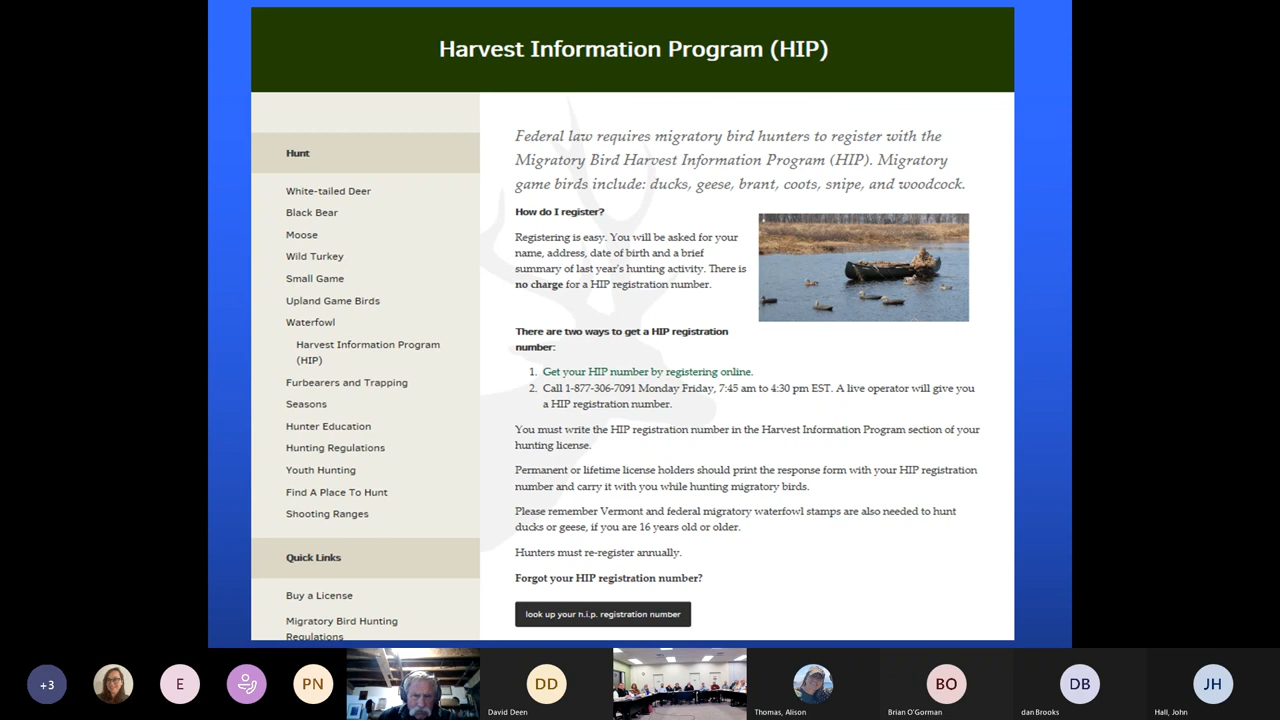 Harvest Information Program (HIP)
Hunt
White-tailed Deer
Black Bear
Moose
Wild Turkey
Small Game
Upland Game Birds
Waterfowl
Harvest Information Program
(HIP)
Furbearers and Trapping
Seasons
Hunter Education
Hunting Regulations
Youth Hunting
Find A Place To Hunt
Shooting Ranges
Quick Links
Buy a License
Migratory Bird Hunting
Regulations
Federal law requires migratory bird hunters to register with the
Migratory Bird Harvest Information Program (HIP). Migratory
game birds include: ducks, geese, brant, coots, snipe, and woodcock.
How do I register?
Registering is easy. You will be asked for your
name, address, date of birth and a brief
summary of last year's hunting activity. There is
no charge for a HIP registration number.
There are two ways to get a HIP registration
number:
1. Get your HIP number by registering online.
2. Call 1-877-306-7091 Monday Friday, 7:45 am to 4:30 pm EST. A live operator will give you
a HIP registration number.
You must write the HIP registration number in the Harvest Information Program section of your
hunting license.
Permanent or lifetime license holders should print the response form with your HIP registration
number and carry it with you while hunting migratory birds.
Please remember Vermont and federal migratory waterfowl stamps are also needed to hunt
ducks or geese, if you are 16 years old or older.
Hunters must re-register annually.
Forgot your HIP registration number?
look up your h.i.p. registration number
+3
E
PN
DD
David Deen
Thomas, Alison
BO
Brian O'Gorman
DB
dan Brooks
JH
Hall, John